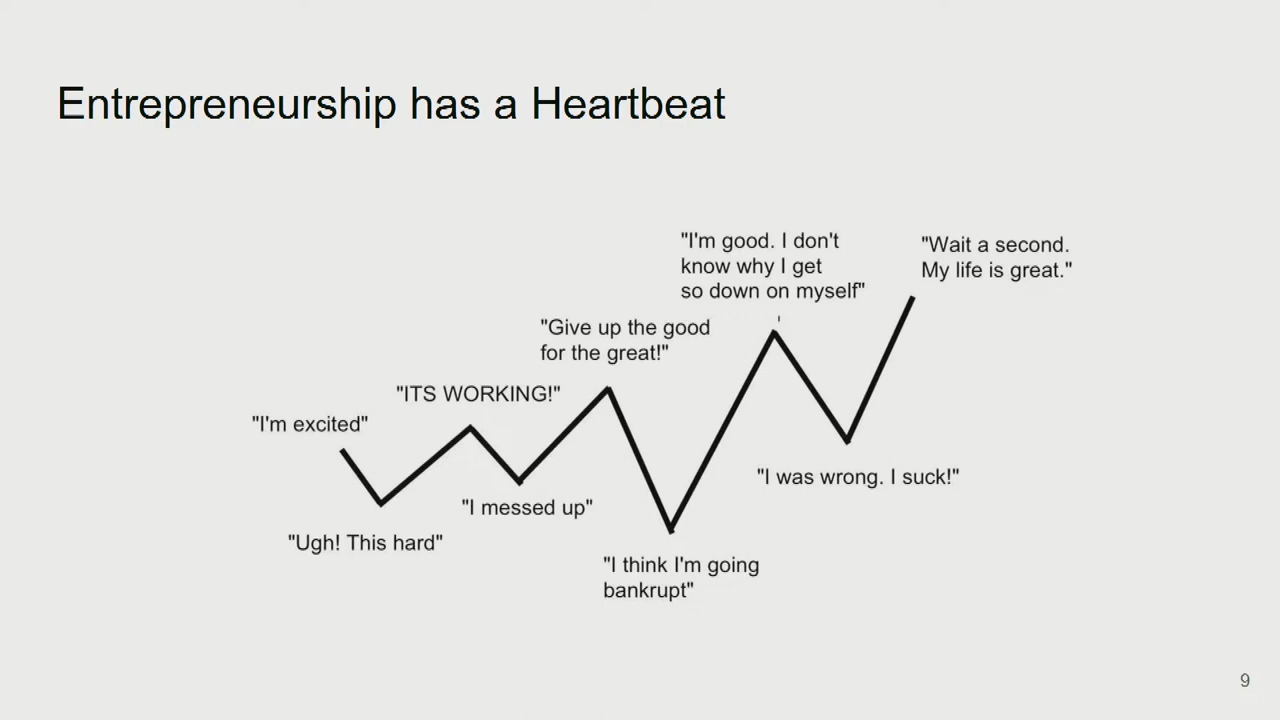 Entrepreneurship has a Heartbeat
"I'm excited"
"Ugh! This hard"
"ITS WORKING!"
"I messed up"
"Give up the good
for the great!"
"I think I'm going
bankrupt"
"I'm good. I don't
know why I get
so down on myself"
"I was wrong. I suck!"
"Wait a second.
My life is great."
9